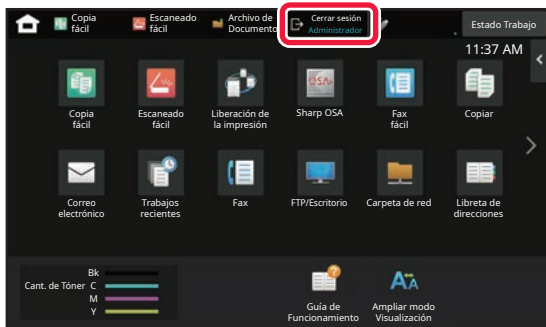 Copia
fácil
Escaneado
fácil
Archivo de
Documento
Cerrar sesión
Administrador
Estado Trabajo
11:37 AM
Copia
fácil
Escaneado
fácil
Liberación de
la impresión
OSA
Sharp OSA
Fax
fácil
Copiar
Correo
electrónico
Trabajos
recientes
Fax
FTP/Escritorio
Carpeta de red
Libreta de
direcciones
Cant. de Tóner
Bk
C
M
Y
Guía de
Funcionamiento
Ampliar modo
Visualización